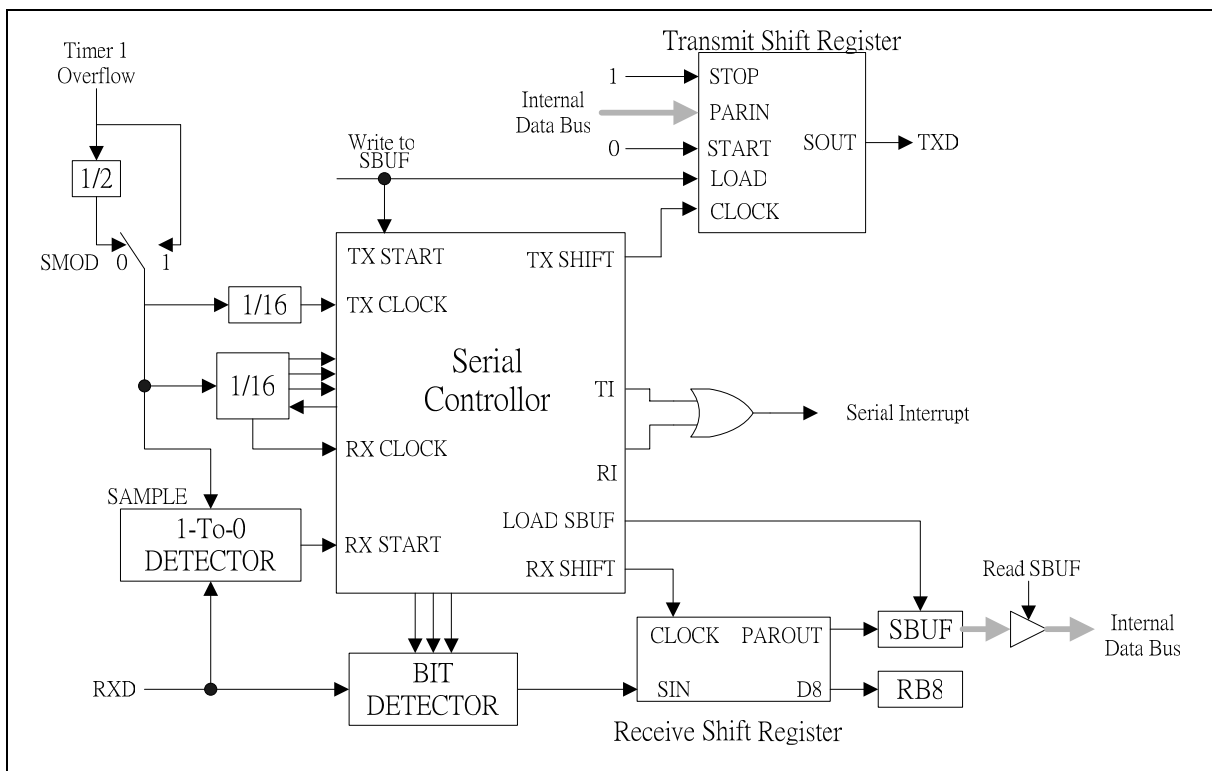 Timer 1
Overflow
1/2
SMOD 0 1
1/16
1/16
SAMPLE
1-To-0
DETECTOR
RXD
Write to
SBUF
TX START
TX SHIFT
TX CLOCK
Serial
Controllor
TI
RX CLOCK
RI
LOAD SBUF
RX START
RX SHIFT
BIT
DETECTOR
Transmit Shift Register
1
STOP
Internal
Data Bus
PARIN
0
START
SOUT
TXD
LOAD
CLOCK
Serial Interrupt
CLOCK
PAROUT
SIN
D8
Receive Shift Register
SBUF
RB8
Read SBUF
Internal
Data Bus